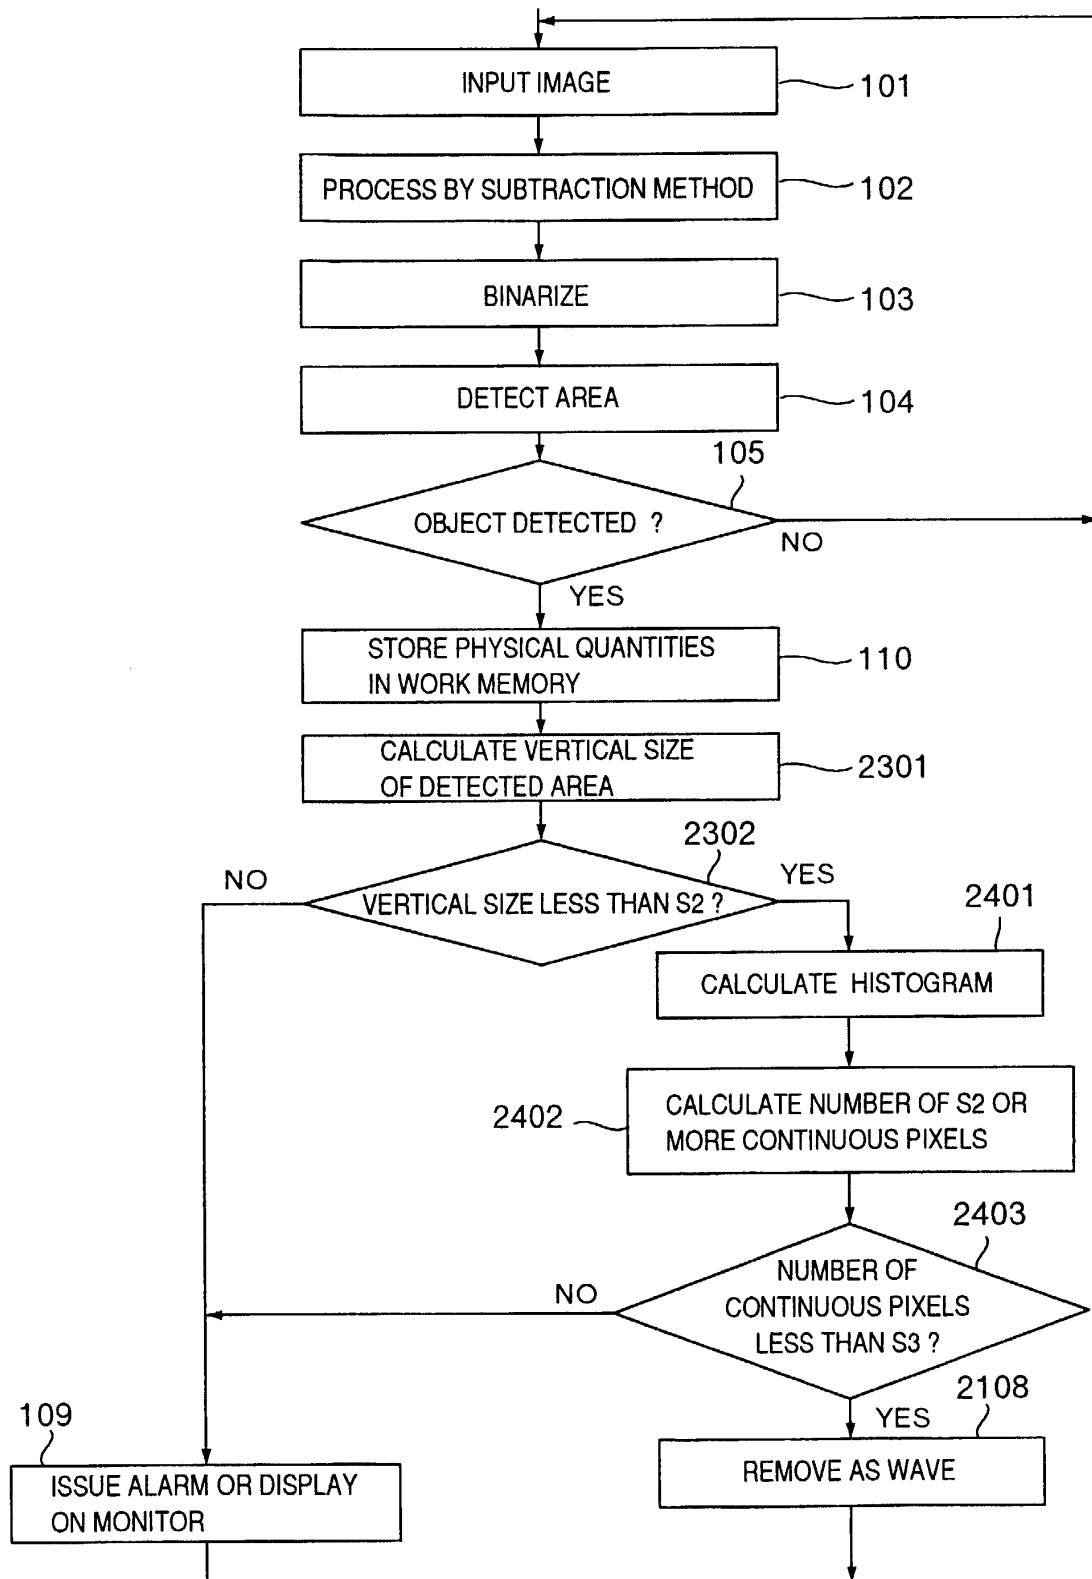 INPUT IMAGE
101
PROCESS BY SUBTRACTION METHOD
102
BINARIZE
103
DETECT AREA
104
105
OBJECT DETECTED ?
NO
YES
STORE PHYSICAL QUANTITIES
IN WORK MEMORY
110
CALCULATE VERTICAL SIZE
OF DETECTED AREA
2301
2302
NO
YES
VERTICAL SIZE LESS THAN S2 ?
2401
CALCULATE HISTOGRAM
2402
CALCULATE NUMBER OF S2 OR
MORE CONTINUOUS PIXELS
2403
NO
NUMBER OF
CONTINUOUS PIXELS
LESS THAN S3 ?
YES
2108
109
REMOVE AS WAVE
ISSUE ALARM OR DISPLAY
ON MONITOR